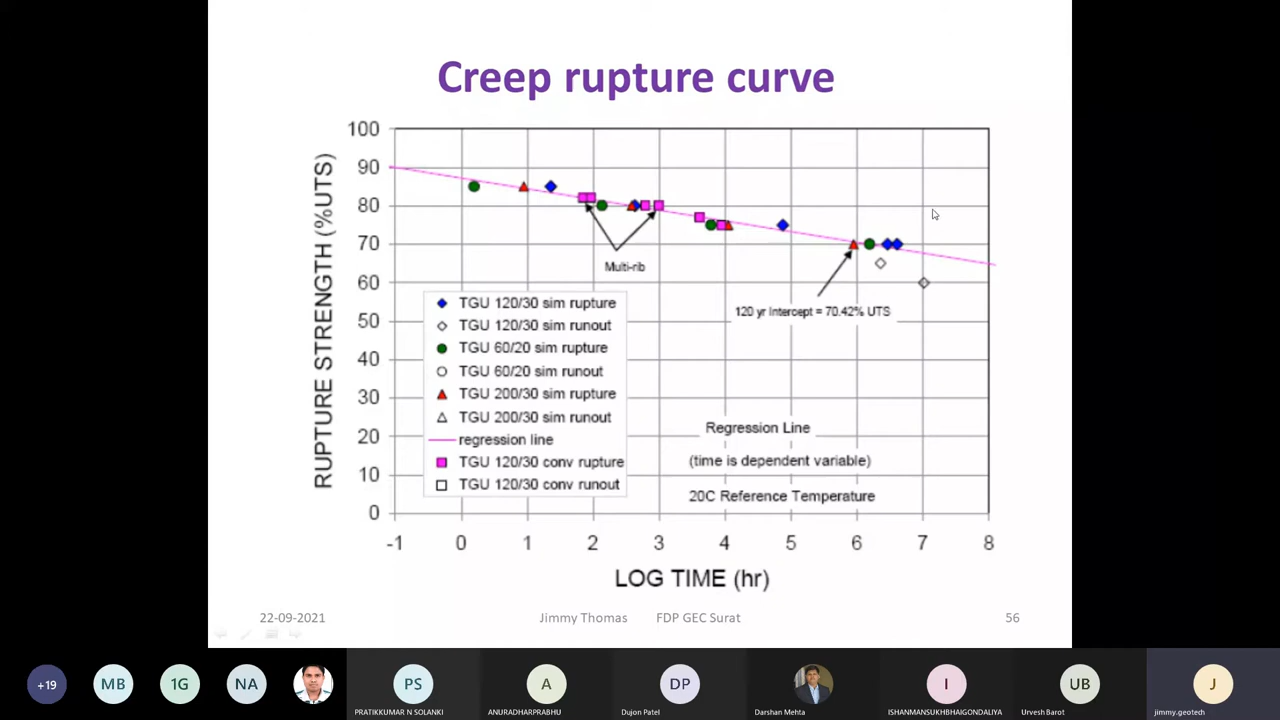 Creep rupture curve
RUPTURE STRENGTH (%UTS)
100
90
80
70
60
50
40
30
20
10
0
Multi-rib
120 yr Intercept = 70.42% UTS
TGU 120/30 sim rupture
TGU 120/30 sim runout
TGU 60/20 sim rupture
TGU 60/20 sim runout
TGU 200/30 sim rupture
TGU 200/30 sim runout
regression line
TGU 120/30 conv rupture
TGU 120/30 conv runout
Regression Line
(time is dependent variable)
20C Reference Temperature
-1 0 1 2 3 4 5 6 7 8
LOG TIME (hr)
22-09-2021 Jimmy Thomas FDP GEC Surat 56
+19 MB 1G NA PS A DP I UB J
PRATIKKUMAR N SOLANKI ANURADHARPRABHU Dujon Patel Darshan Mehta ISHANMANSUKHBHAIGONDALIYA Urvesh Barot jimmy.geotech